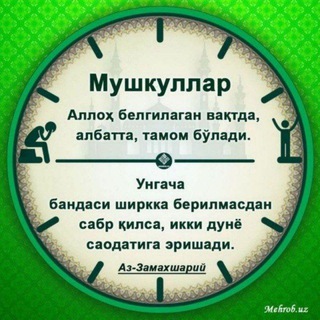 Мушкуллар
Аллоҳ белгилаган вақтда,
албатта, тамом бўлади.
Унгача
бандаси ширкка берилмасдан
сабр қилса, икки дунё
саодатига эришади.
Аз-Замахшарий
Mehrob.uz